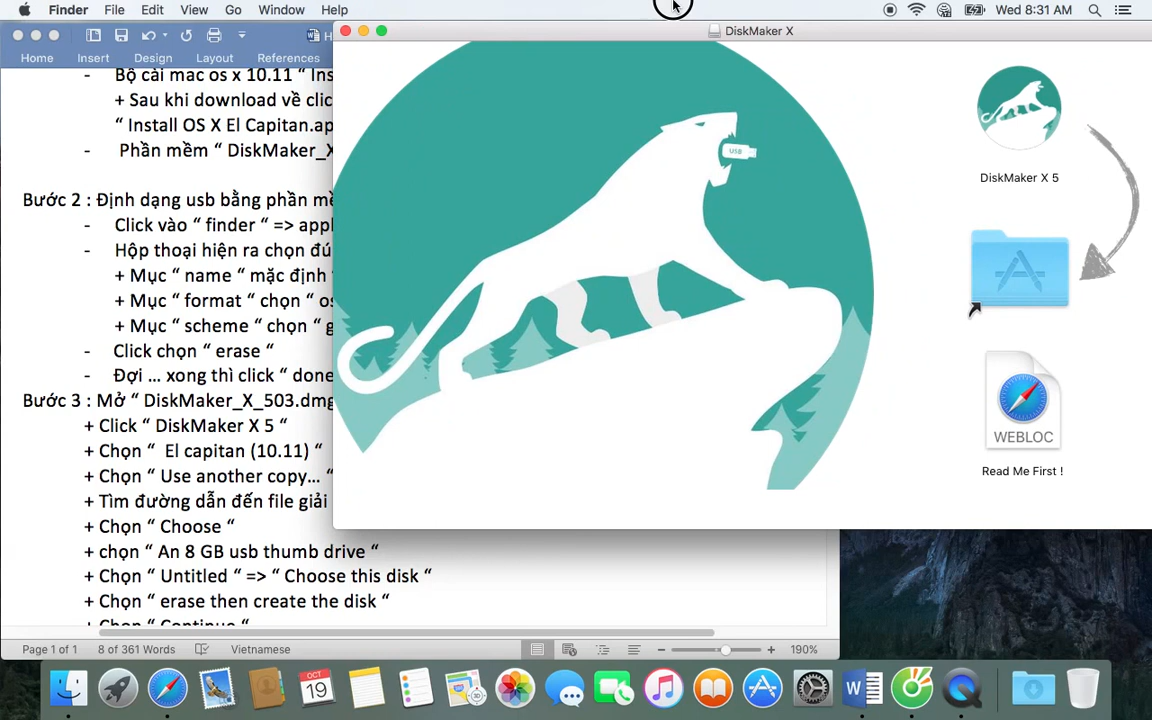 Finder File Edit View Go Window Help Wed 8:31 AM
DiskMaker X
Home Insert Design Layout References
- Bộ cài mac os x 10.11 “ Ins
+ Sau khi download về clic
“ Install OS X El Capitan.ap
- Phần mềm “ DiskMaker_X
USB
DiskMaker X 5
Bước 2 : Định dạng usb bằng phần mề
- Click vào “ finder “ => appl
- Hộp thoại hiện ra chọn đú
+ Mục “ name “ mặc định
+ Mục “ format “ chọn “ os
+ Mục “ scheme “ chọn “ g
- Click chọn “ erase “
- Đợi ... xong thì click “ done
WEBLOC
Read Me First !
Bước 3 : Mở “ DiskMaker_X_503.dmg
+ Click “ DiskMaker X 5 “
+ Chọn “ El capitan (10.11) “
+ Chọn “ Use another copy... “
+ Tìm đường dẫn đến file giải
+ Chọn “ Choose “
+ chọn “ An 8 GB usb thumb drive “
+ Chọn “ Untitled “ => “ Choose this disk “
+ Chọn “ erase then create the disk “
+ Chọn “ Continue “
Page 1 of 1 8 of 361 Words Vietnamese 190%
OCT
19